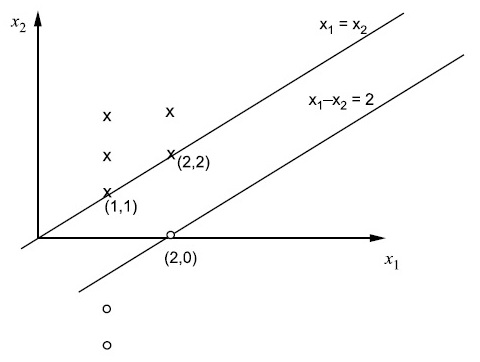 x₂
x₁ = x₂
x₁–x₂ = 2
x
x
x
x
(2,2)
x
(1,1)
(2,0)
x₁